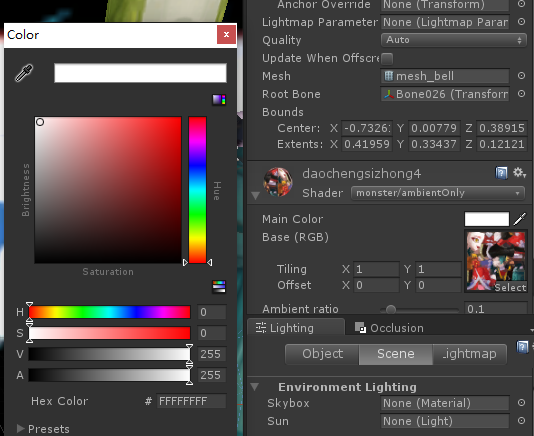 Color
Brightness
Hue
Saturation
H 0
S 0
V 255
A 255
Hex Color # FFFFFFFF
Presets
Anchor Override None (Transform)
Lightmap Parameter None (Lightmap Parar
Quality Auto
Update When Offscre
Mesh mesh_bell
Root Bone Bone026 (Transform
Bounds
Center: X -0.7326 Y 0.00779 Z 0.38915
Extents: X 0.41959 Y 0.33437 Z 0.12121
daochengsizhong4
Shader monster/ambientOnly
Main Color
Base (RGB)
Tiling X 1 Y 1
Offset X 0 Y 0
Select
Ambient ratio 0.1
Lighting Occlusion
Object Scene Lightmap
Environment Lighting
Skybox None (Material)
Sun None (Light)